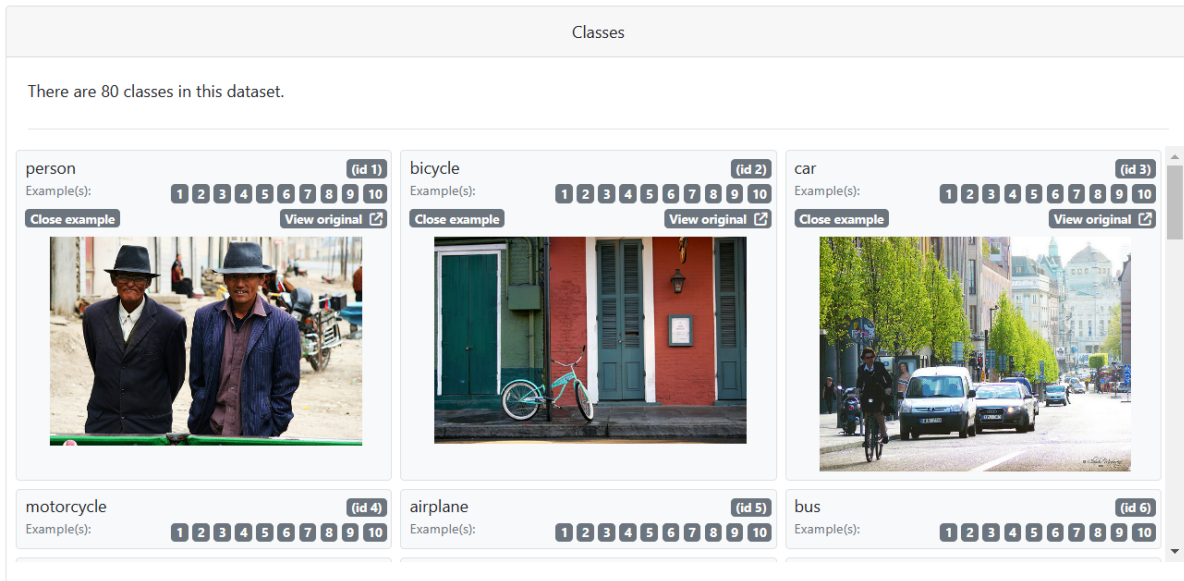 Classes
There are 80 classes in this dataset.
person (id 1)
Example(s): 1 2 3 4 5 6 7 8 9 10
Close example View original
bicycle (id 2)
Example(s): 1 2 3 4 5 6 7 8 9 10
Close example View original
car (id 3)
Example(s): 1 2 3 4 5 6 7 8 9 10
Close example View original
motorcycle (id 4)
Example(s): 1 2 3 4 5 6 7 8 9 10
airplane (id 5)
Example(s): 1 2 3 4 5 6 7 8 9 10
bus (id 6)
Example(s): 1 2 3 4 5 6 7 8 9 10